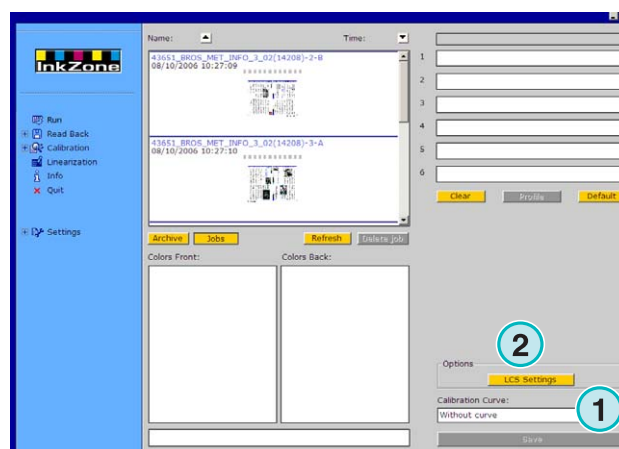 Name:
Time:
InkZone
43651_BROS_MET_INFO_3_02(14208)-2-B
08/10/2006 10:27:09
43651_BROS_MET_INFO_3_02(14208)-3-A
08/10/2006 10:27:10
1
2
3
4
5
6
Run
Read Back
Calibration
Linearization
Info
Quit
Settings
Clear
Profile
Default
Archive
Jobs
Refresh
Delete job
Colors Front:
Colors Back:
2
Options
LCS Settings
Calibration Curve:
Without curve
1
Save